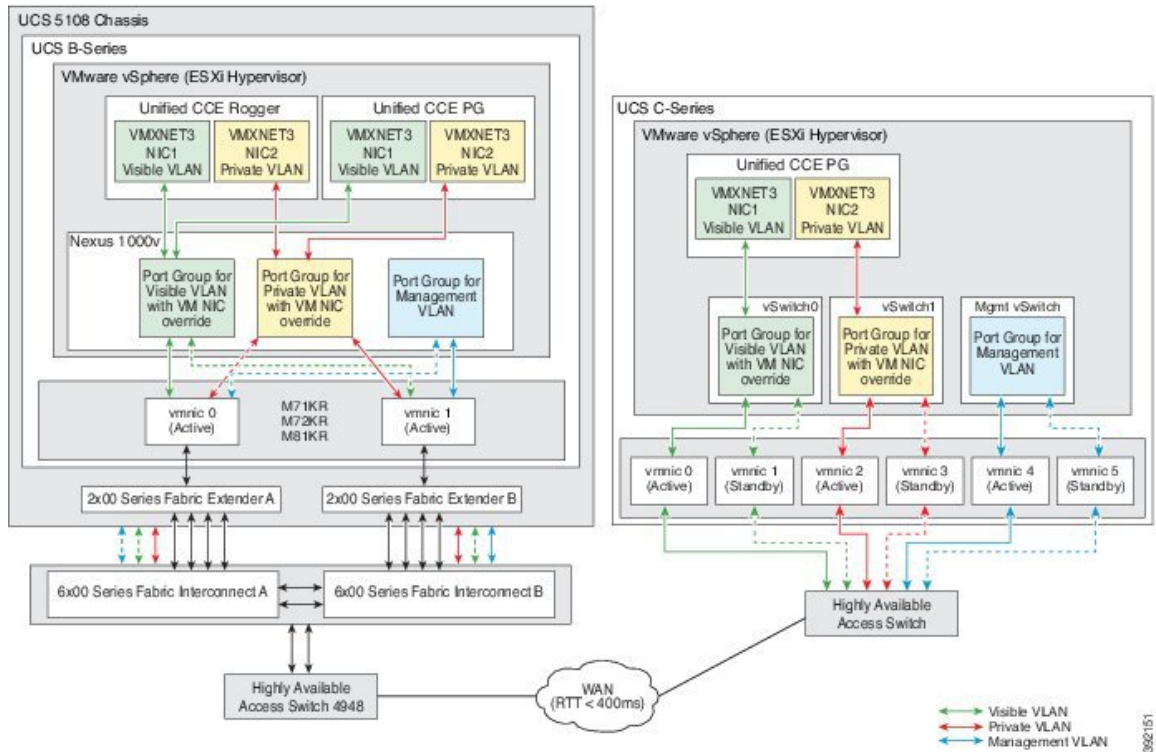 UCS 5108 Chassis
UCS B-Series
VMware vSphere (ESXi Hypervisor)
Unified CCE Rogger
VMXNET3
NIC1
Visible VLAN
VMXNET3
NIC2
Private VLAN
Unified CCE PG
VMXNET3
NIC1
Visible VLAN
VMXNET3
NIC2
Private VLAN
Nexus 1000v
Port Group for
Visible VLAN
with VM NIC
override
Port Group for
Private VLAN
with VM NIC
override
Port Group for
Management
VLAN
vmnic 0
(Active)
M71KR
M72KR
M81KR
vmnic 1
(Active)
2x00 Series Fabric Extender A
2x00 Series Fabric Extender B
6x00 Series Fabric Interconnect A
6x00 Series Fabric Interconnect B
Highly Available
Access Switch 4948
WAN
(RTT < 400ms)
UCS C-Series
VMware vSphere (ESXi Hypervisor)
Unified CCE PG
VMXNET3
NIC1
Visible VLAN
VMXNET3
NIC2
Private VLAN
vSwitch0
Port Group for
Visible VLAN
with VM NIC
override
vSwitch1
Port Group for
Private VLAN
with VM NIC
override
Mgmt vSwitch
Port Group for
Management
VLAN
vmnic 0
(Active)
vmnic 1
(Standby)
vmnic 2
(Active)
vmnic 3
(Standby)
vmnic 4
(Active)
vmnic 5
(Standby)
Highly Available
Access Switch
Visible VLAN
Private VLAN
Management VLAN
392151